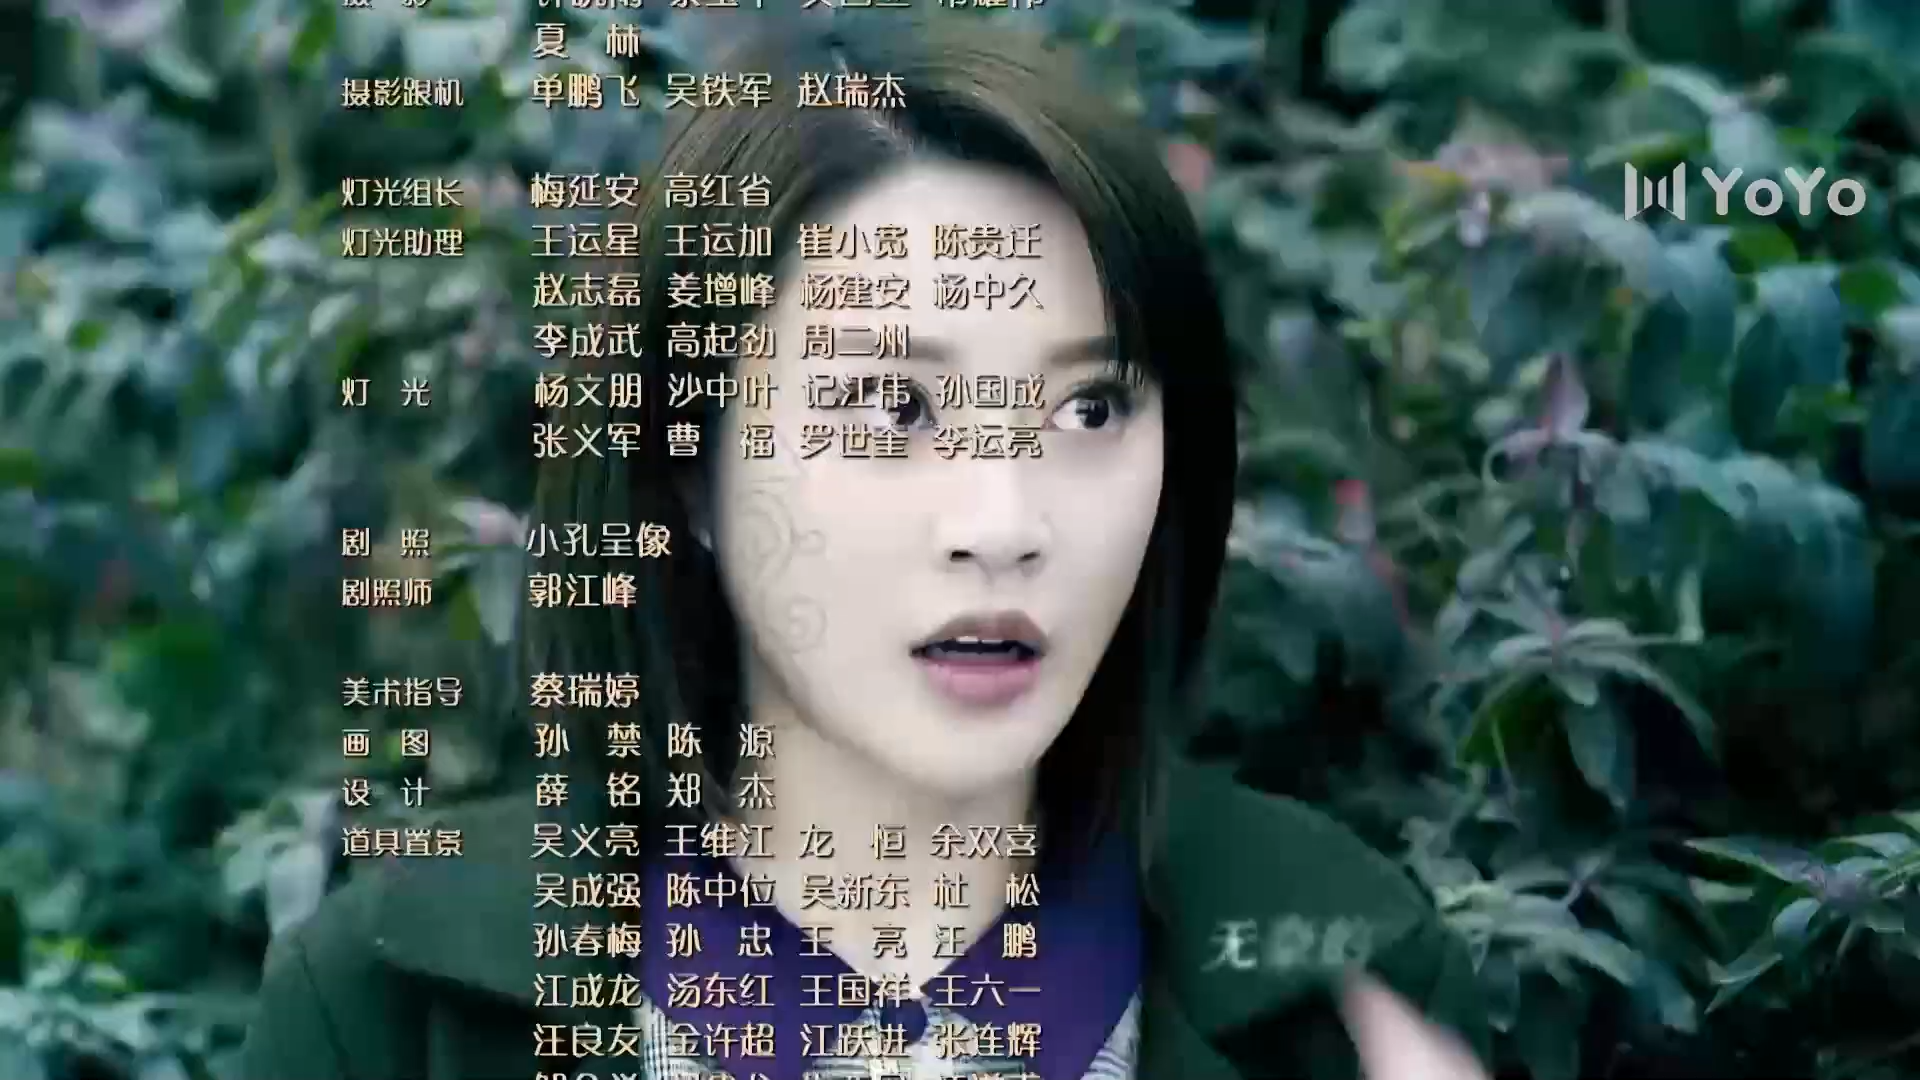 夏 林
摄影跟机 单鹏飞 吴铁军 赵瑞杰
YoYo
灯光组长 梅延安 高红省
灯光助理 王运星 王运加 崔小宽 陈贵迁
赵志磊 姜增峰 杨建安 杨中久
李成武 高起劲 周二州
灯 光 杨文朋 沙中叶 记江伟 孙国成
张义军 曹 福 罗世奎 李运亮
剧 照 小孔呈像
剧照师 郭江峰
美术指导 蔡瑞婷
画 图 孙 禁 陈 源
设 计 薛 铭 郑 杰
道具置景 吴义亮 王维江 龙 恒 余双喜
吴成强 陈中位 吴新东 杜 松
孙春梅 孙 忠 王 亮 汪 鹏
无
江成龙 汤东红 王国祥 王六一
汪良友 金许超 江跃进 张连辉